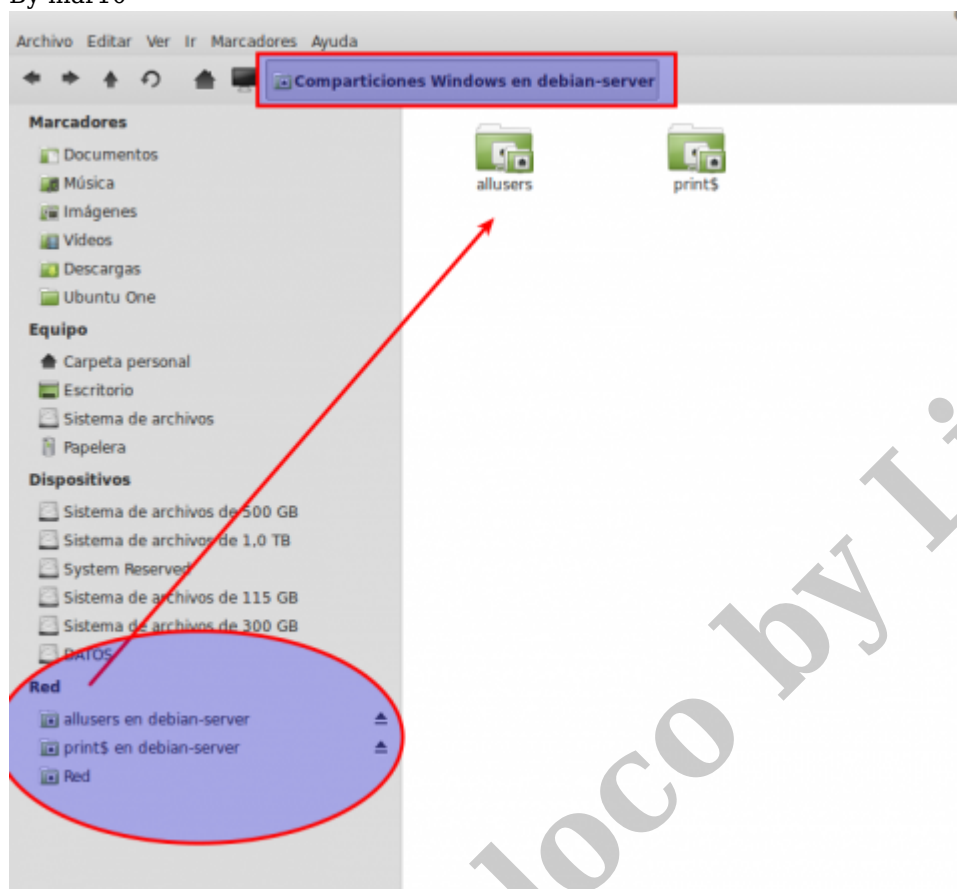 Archivo Editar Ver Ir Marcadores Ayuda
Comparticiones Windows en debian-server
Marcadores
Documentos
Música
Imágenes
Vídeos
Descargas
Ubuntu One
Equipo
Carpeta personal
Escritorio
Sistema de archivos
Papelera
Dispositivos
Sistema de archivos de 500 GB
Sistema de archivos de 1,0 TB
System Reserved
Sistema de archivos de 115 GB
Sistema de archivos de 300 GB
DATOS
Red
allusers en debian-server
print$ en debian-server
Red
allusers
print$
loco by Li